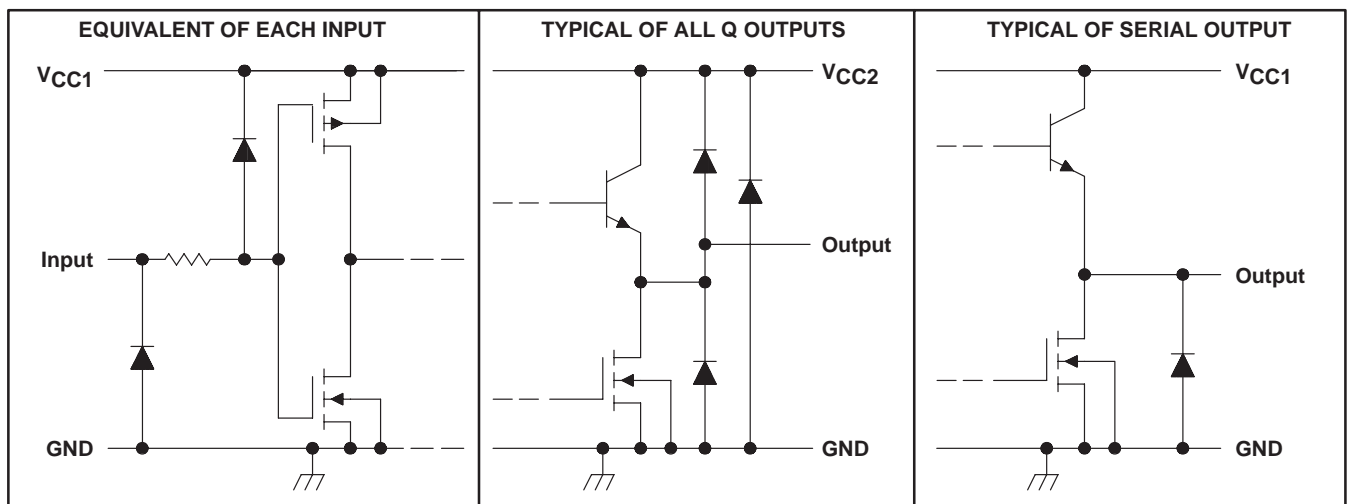 EQUIVALENT OF EACH INPUT
VCC1
Input
GND
TYPICAL OF ALL Q OUTPUTS
VCC2
Output
GND
TYPICAL OF SERIAL OUTPUT
VCC1
Output
GND